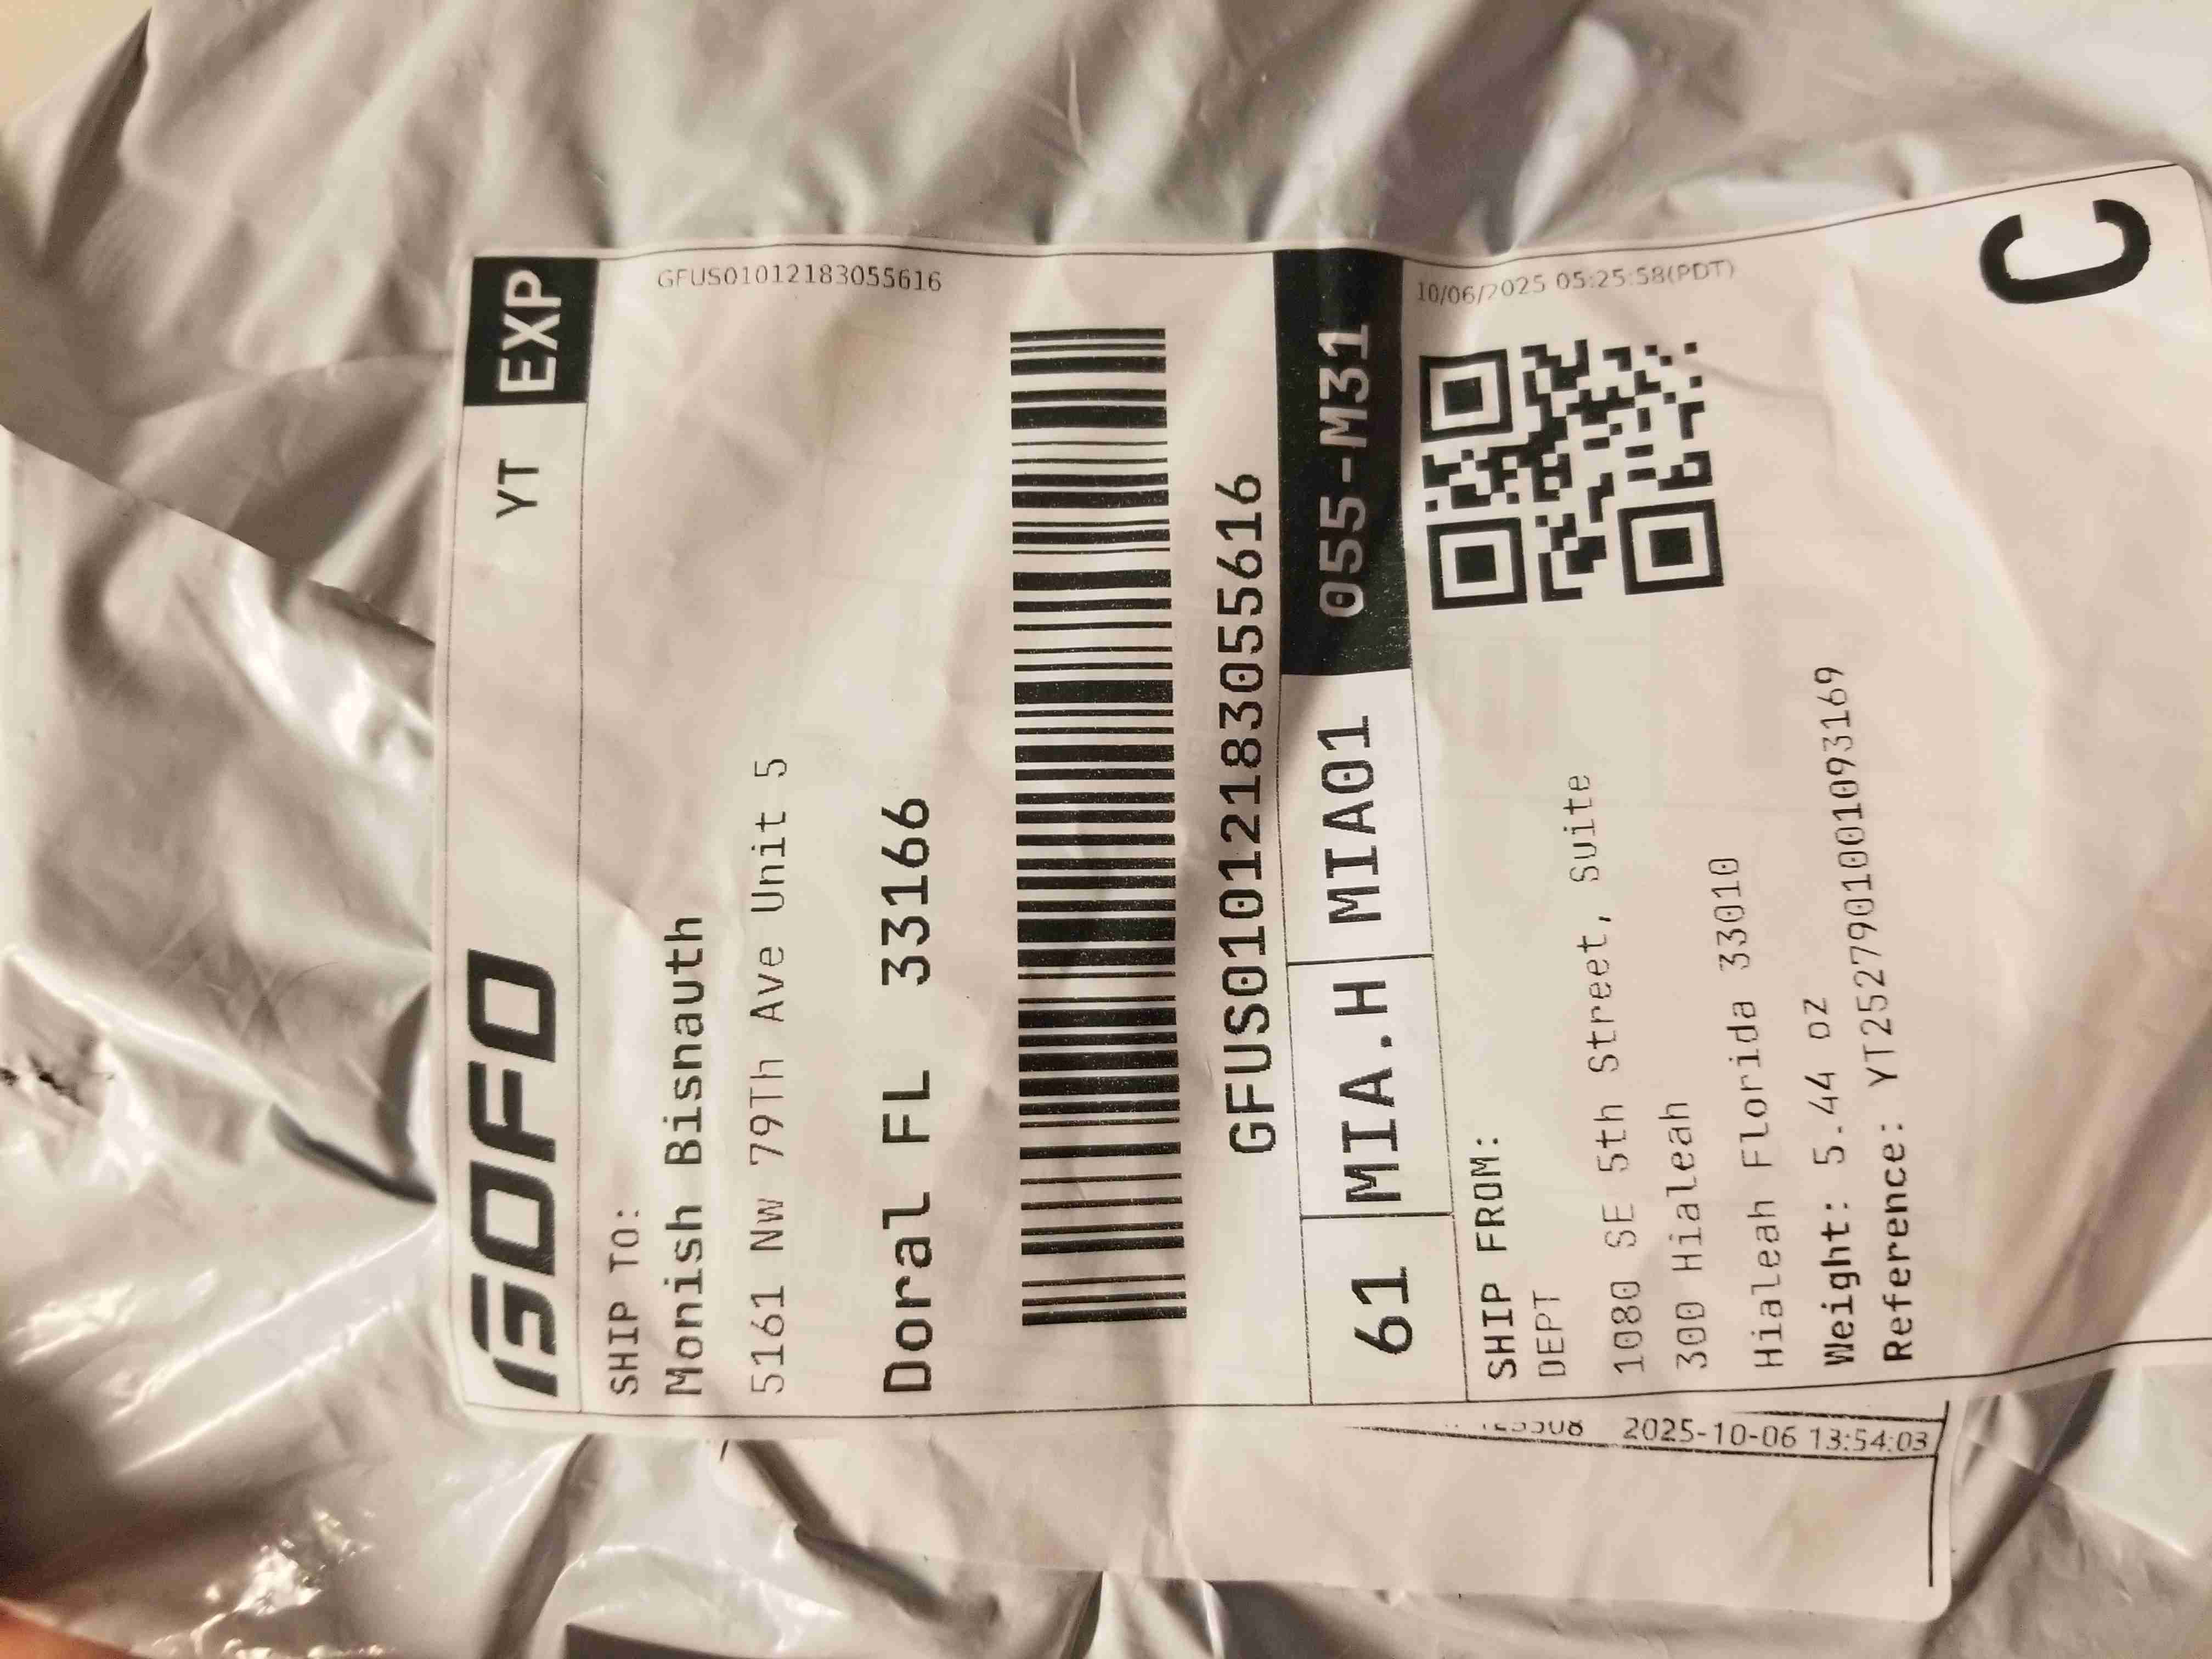 GOFO YT EXP
GFUS01012183055616
SHIP TO:
Monish Bisnauth
5161 Nw 79Th Ave Unit 5
Doral FL 33166
GFUS01012183055616
61 MIA.H MIA01 055-M31
10/06/2025 05:25:58(PDT)
SHIP FROM:
DEPT
1080 SE 5th Street, Suite
300 Hialeah
Hialeah Florida 33010
Weight: 5.44 oz
Reference: YT2527901001093169
C
2025-10-06 13:54:03